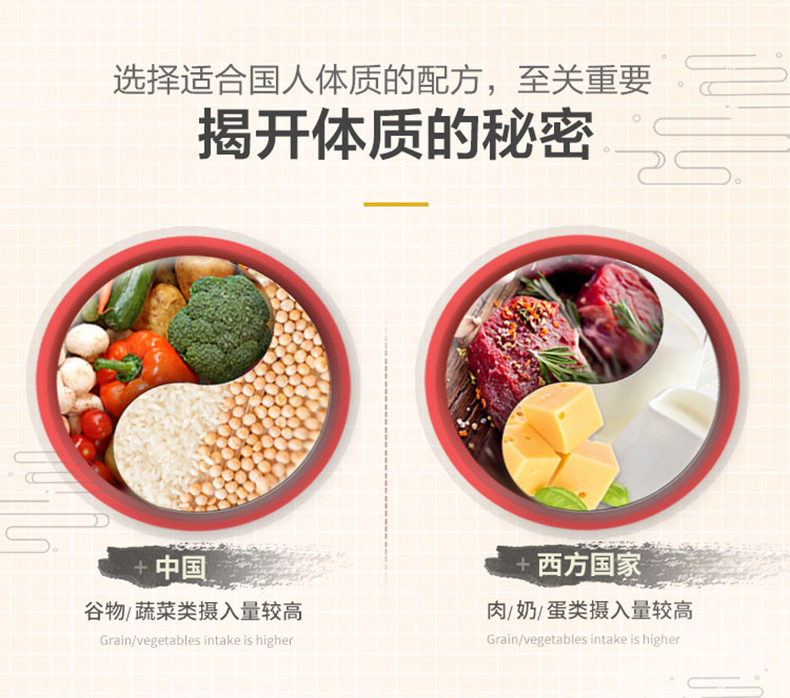 选择适合国人体质的配方，至关重要
揭开体质的秘密
+ 中国
谷物/蔬菜类摄入量较高
Grain/vegetables intake is higher
+ 西方国家
肉/奶/蛋类摄入量较高
Grain/vegetables intake is higher